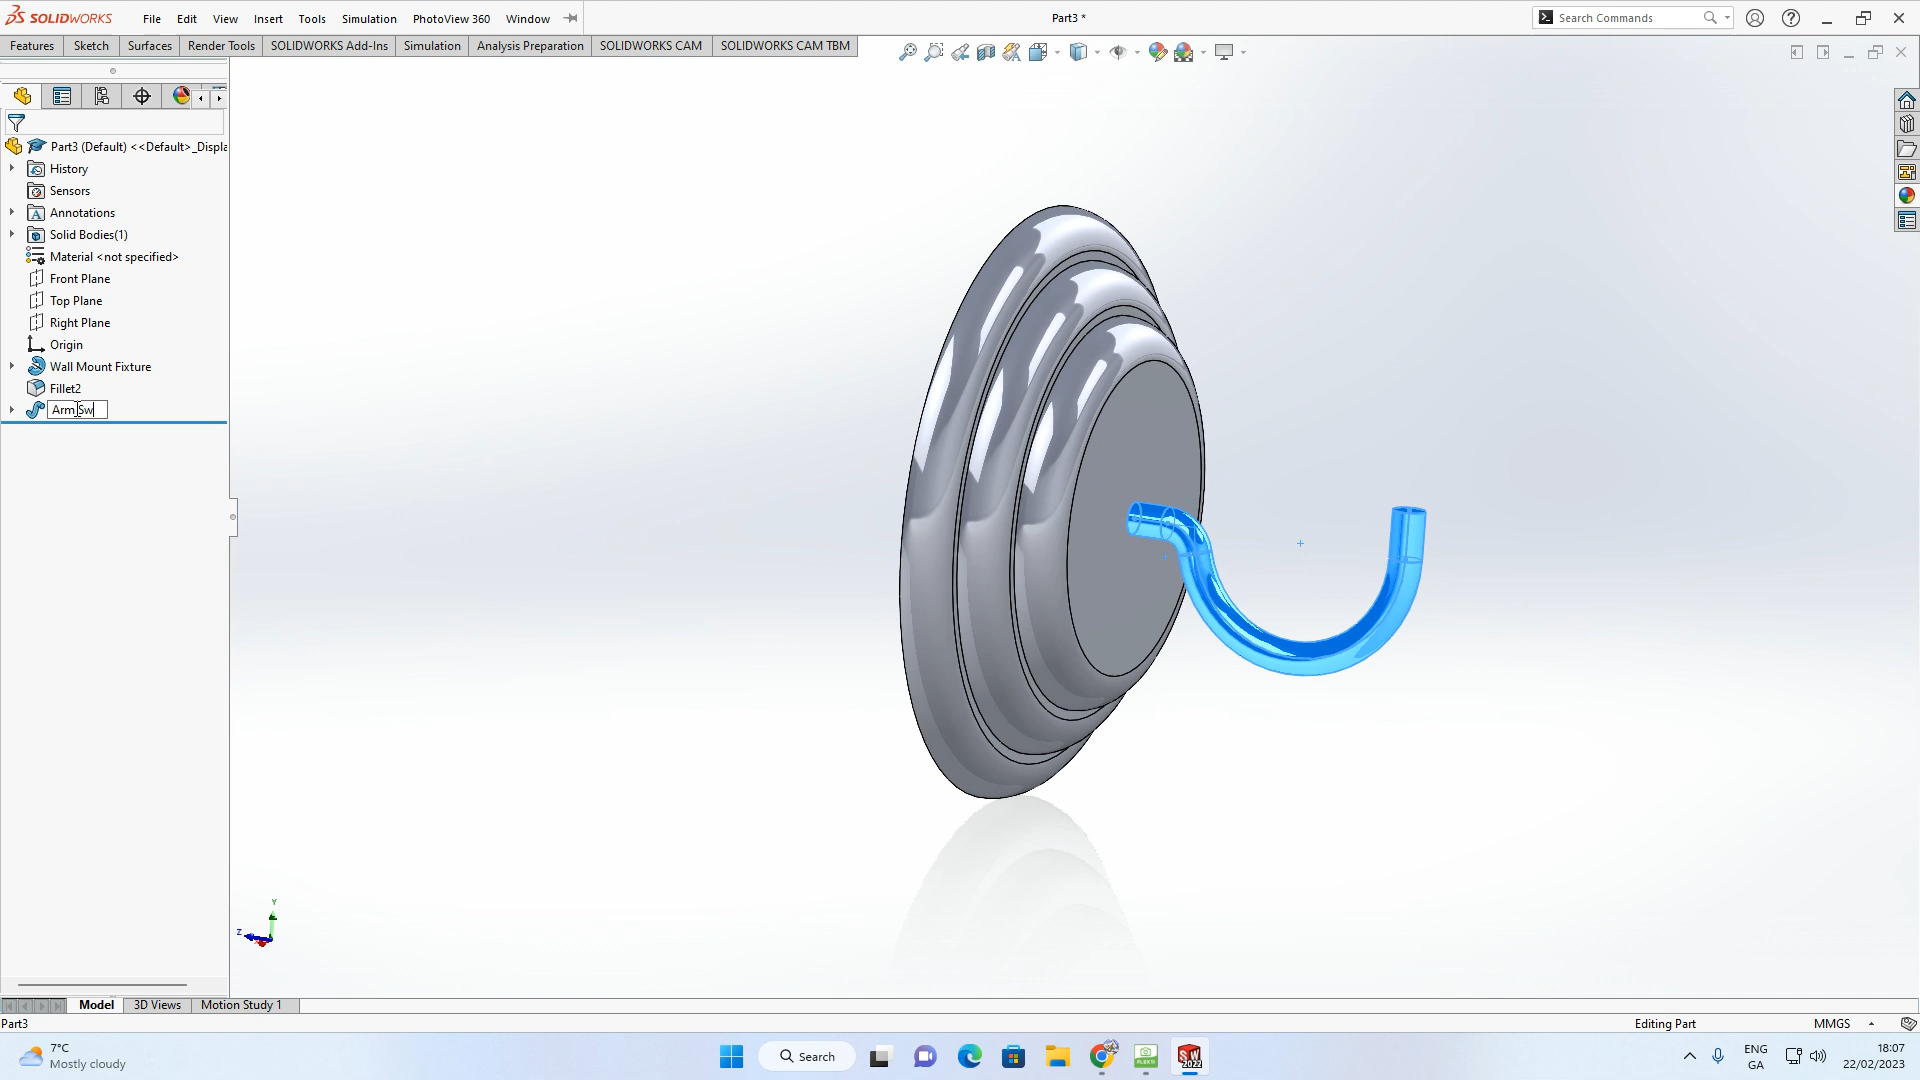 SOLIDWORKS File Edit View Insert Tools Simulation PhotoView 360 Window Part3 * Search Commands
Features Sketch Surfaces Render Tools SOLIDWORKS Add-Ins Simulation Analysis Preparation SOLIDWORKS CAM SOLIDWORKS CAM TBM
Part3 (Default) <<Default>_Displa
History
Sensors
Annotations
Solid Bodies(1)
Material <not specified>
Front Plane
Top Plane
Right Plane
Origin
Wall Mount Fixture
Fillet2
Arm Sw
Y
Z
Model 3D Views Motion Study 1
Part3 Editing Part MMGS
7°C
Mostly cloudy
Search
SW
2022
ENG
GA
18:07
22/02/2023